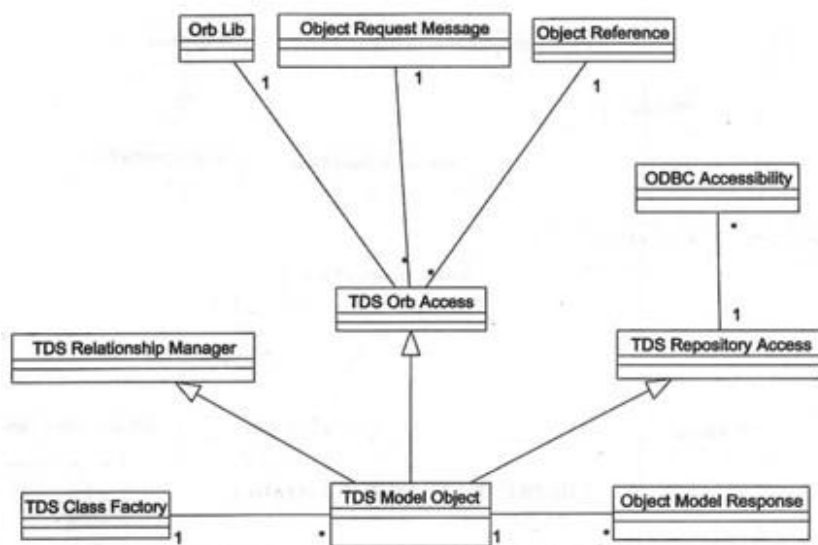 Orb Lib
Object Request Message
Object Reference
1
1
1
ODBC Accessibility
*
*
*
TDS Orb Access
1
TDS Relationship Manager
TDS Repository Access
TDS Class Factory
TDS Model Object
Object Model Response
1
*
1
*